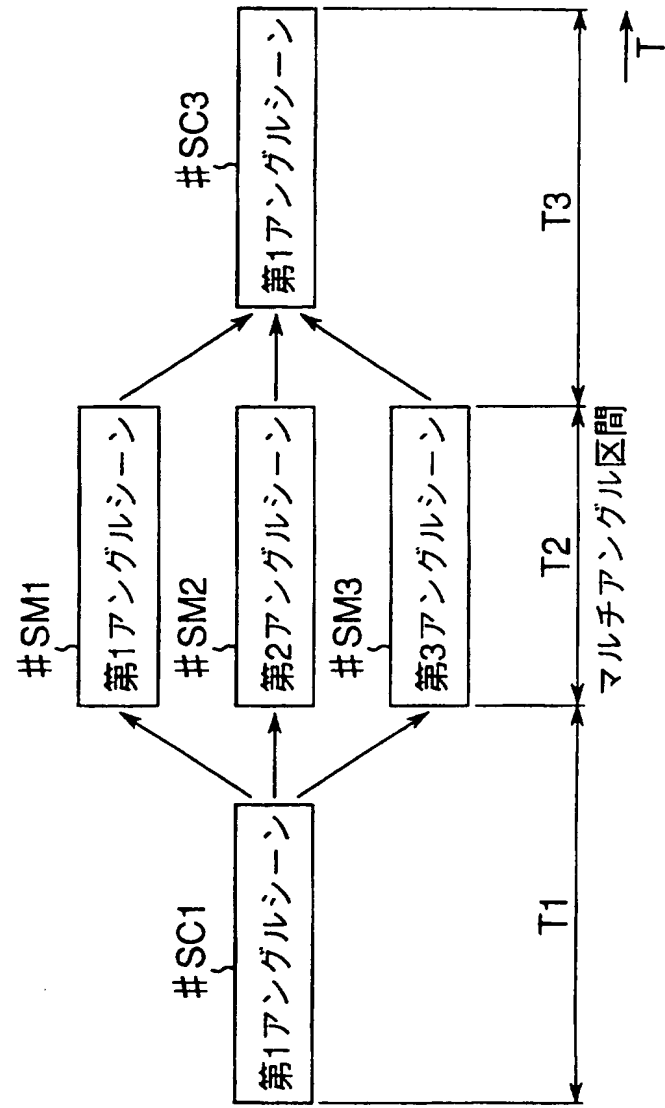 #SC1
第1アングルシーン
#SM1
第1アングルシーン
#SM2
第2アングルシーン
#SM3
第3アングルシーン
#SC3
第1アングルシーン
T1
T2
T3
マルチアングル区間
T